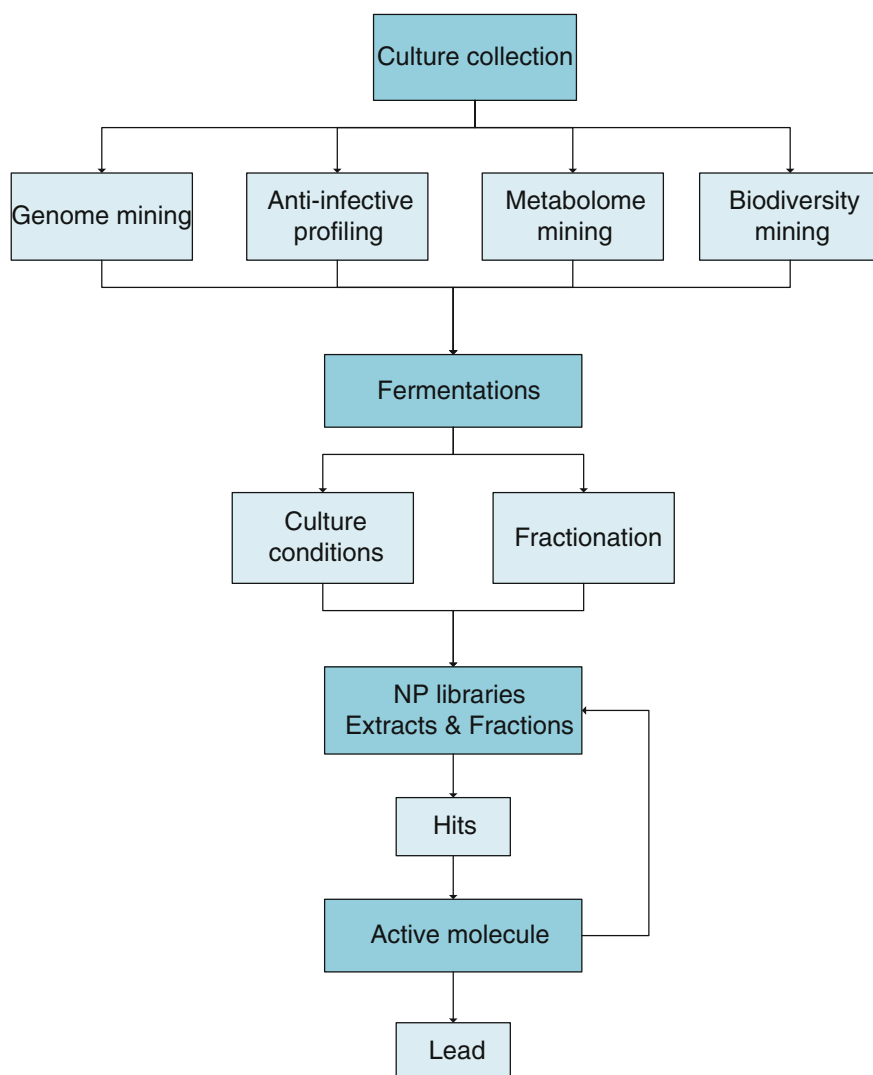 Culture collection
Genome mining
Anti-infective
profiling
Metabolome
mining
Biodiversity
mining
Fermentations
Culture
conditions
Fractionation
NP libraries
Extracts & Fractions
Hits
Active molecule
Lead